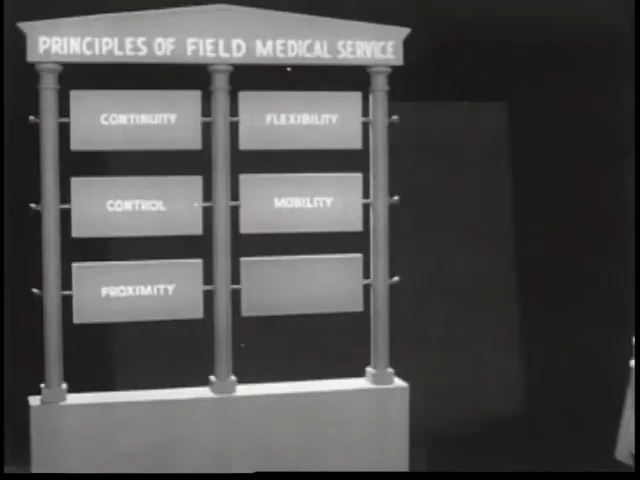 PRINCIPLES OF FIELD MEDICAL SERVICE
CONTINUITY
FLEXIBILITY
CONTROL
MOBILITY
PROXIMITY